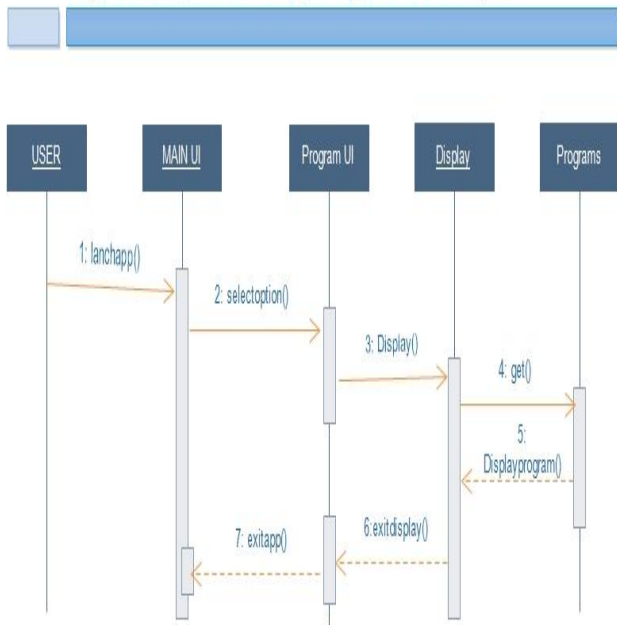 USER
MAIN UI
Program UI
Display
Programs
1: lanchapp()
2: selectoption()
3: Display()
4: get()
5:
Displayprogram()
6:exitdisplay()
7: exitapp()